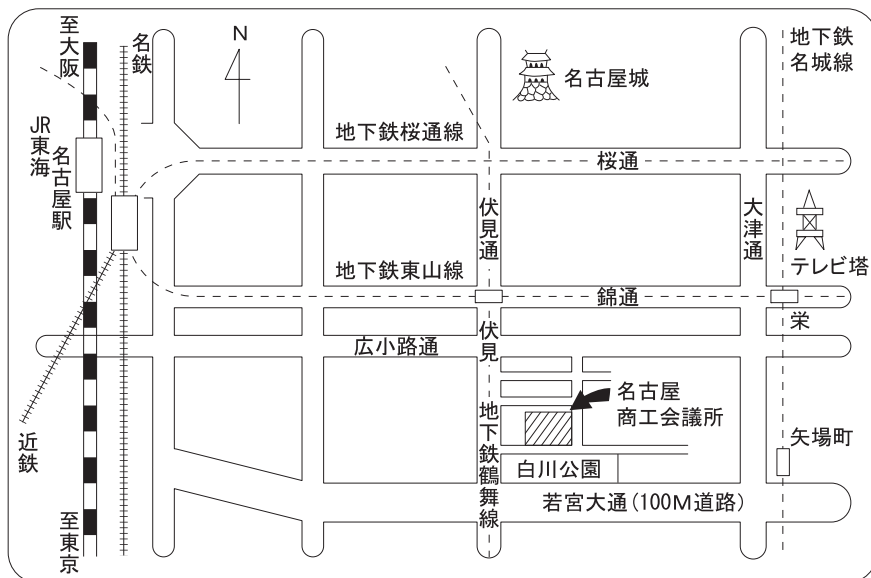 至大阪
名鉄
N
地下鉄
名城線
名古屋城
JR東海
名古屋駅
地下鉄桜通線
桜通
伏見通
大津通
テレビ塔
地下鉄東山線
錦通
栄
広小路通
伏見
名古屋
商工会議所
近鉄
地下鉄鶴舞線
矢場町
白川公園
若宮大通(100M道路)
至東京